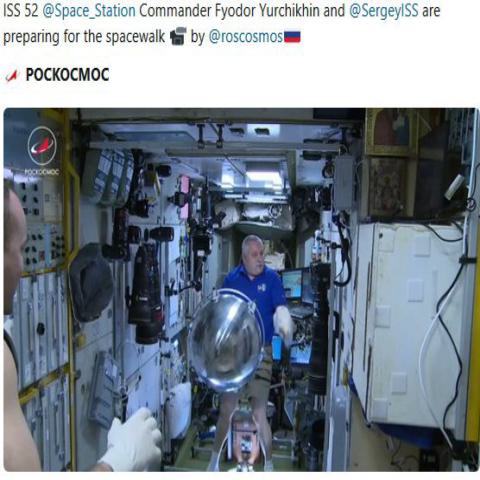 ISS 52 @Space_Station Commander Fyodor Yurchikhin and @SergeyISS are
preparing for the spacewalk 📹 by @roscosmos🇷🇺
РОСКОСМОС
РОСКОСМОС